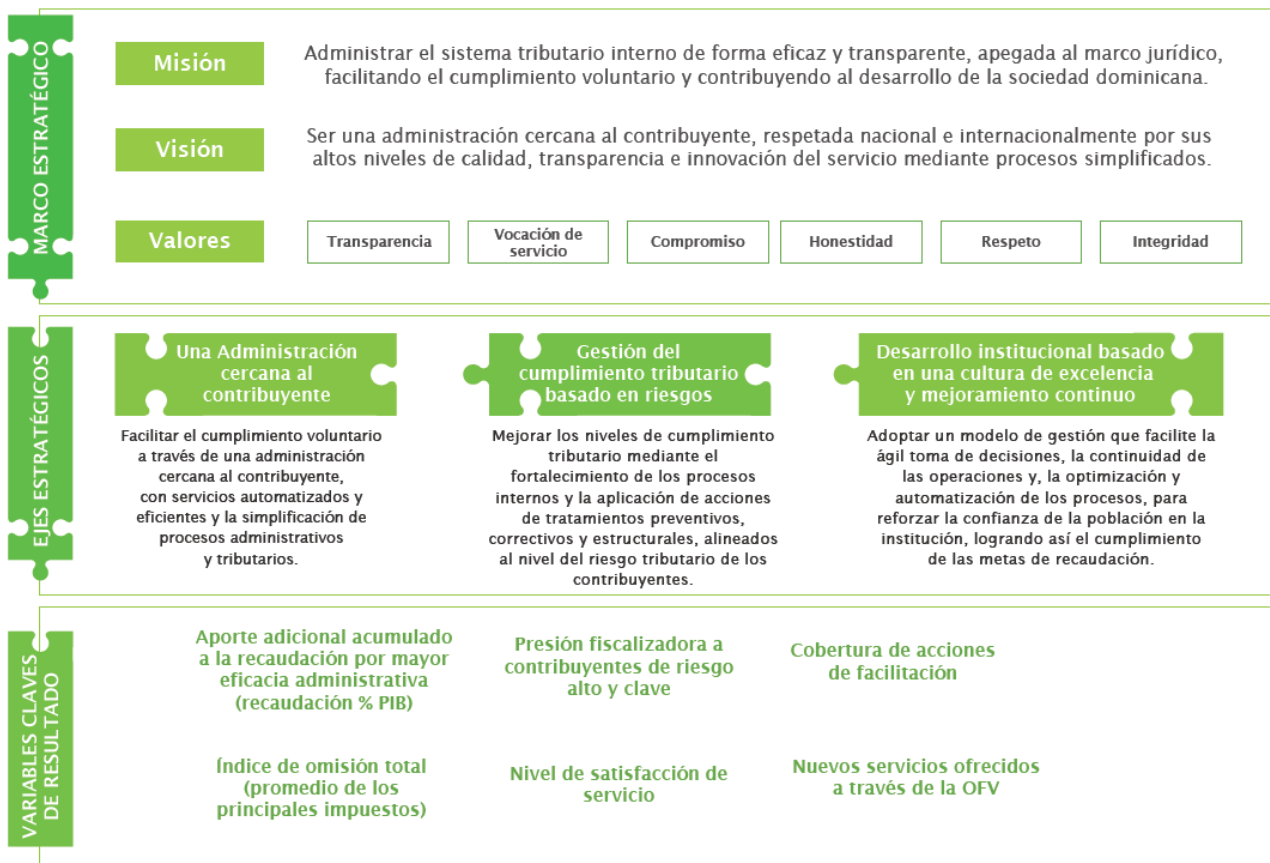 MARCO ESTRATÉGICO
Misión
Administrar el sistema tributario interno de forma eficaz y transparente, apegada al marco jurídico,
facilitando el cumplimiento voluntario y contribuyendo al desarrollo de la sociedad dominicana.
Visión
Ser una administración cercana al contribuyente, respetada nacional e internacionalmente por sus
altos niveles de calidad, transparencia e innovación del servicio mediante procesos simplificados.
Valores
Transparencia
Vocación de
servicio
Compromiso
Honestidad
Respeto
Integridad
EJES ESTRATÉGICOS
Una Administración
cercana al
contribuyente
Facilitar el cumplimiento voluntario
a través de una administración
cercana al contribuyente,
con servicios automatizados y
eficientes y la simplificación de
procesos administrativos
y tributarios.
Gestión del
cumplimiento tributario
basado en riesgos
Mejorar los niveles de cumplimiento
tributario mediante el
fortalecimiento de los procesos
internos y la aplicación de acciones
de tratamientos preventivos,
correctivos y estructurales, alineados
al nivel del riesgo tributario de los
contribuyentes.
Desarrollo institucional basado
en una cultura de excelencia
y mejoramiento continuo
Adoptar un modelo de gestión que facilite la
ágil toma de decisiones, la continuidad de
las operaciones y, la optimización y
automatización de los procesos, para
reforzar la confianza de la población en la
institución, logrando así el cumplimiento
de las metas de recaudación.
VARIABLES CLAVES
DE RESULTADO
Aporte adicional acumulado
a la recaudación por mayor
eficacia administrativa
(recaudación % PIB)
Presión fiscalizadora a
contribuyentes de riesgo
alto y clave
Cobertura de acciones
de facilitación
Índice de omisión total
(promedio de los
principales impuestos)
Nivel de satisfacción de
servicio
Nuevos servicios ofrecidos
a través de la OFV